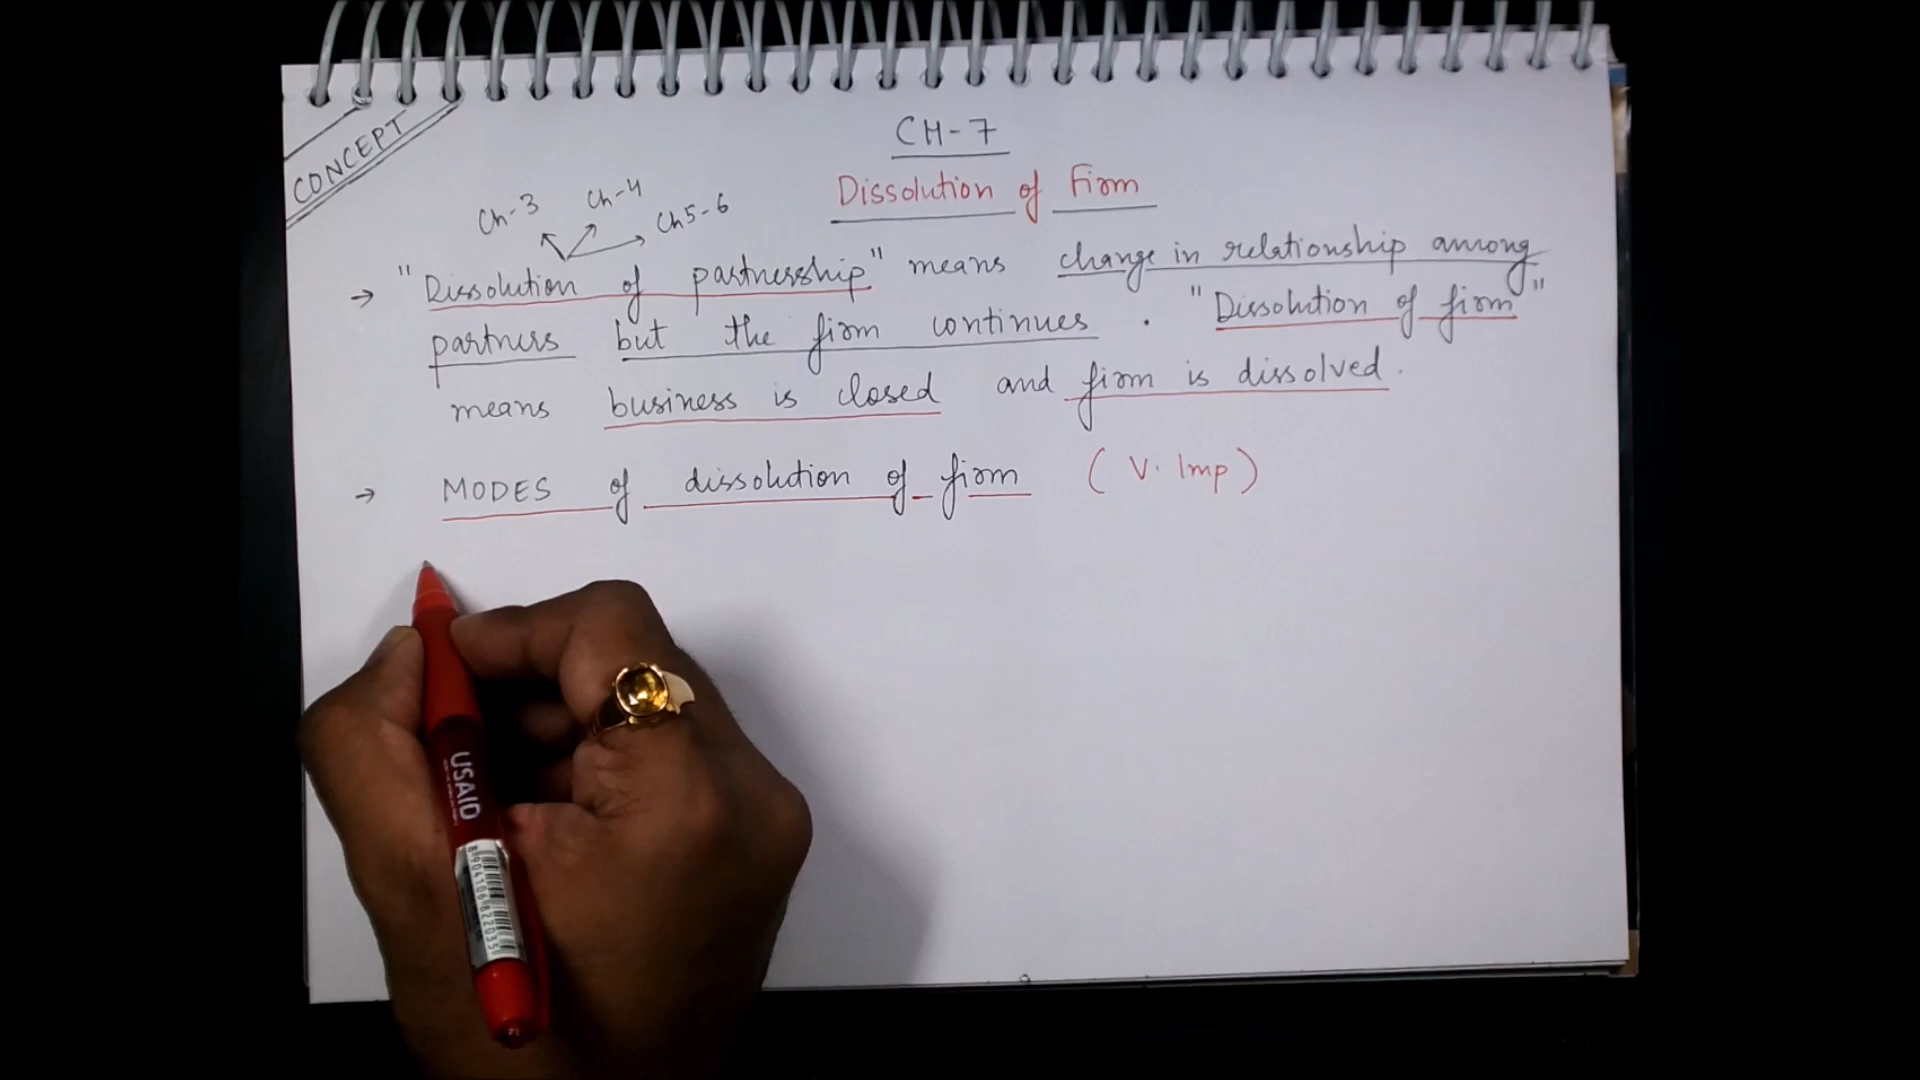 CONCEPT
CH-7
Dissolution of Firm
Ch-3 Ch-4 Ch5-6
→ "Dissolution of partnership" means change in relationship among
partners but the firm continues. "Dissolution of firm"
means business is closed and firm is dissolved.
→ MODES of dissolution of firm (V. Imp)
USAID
8904106822035